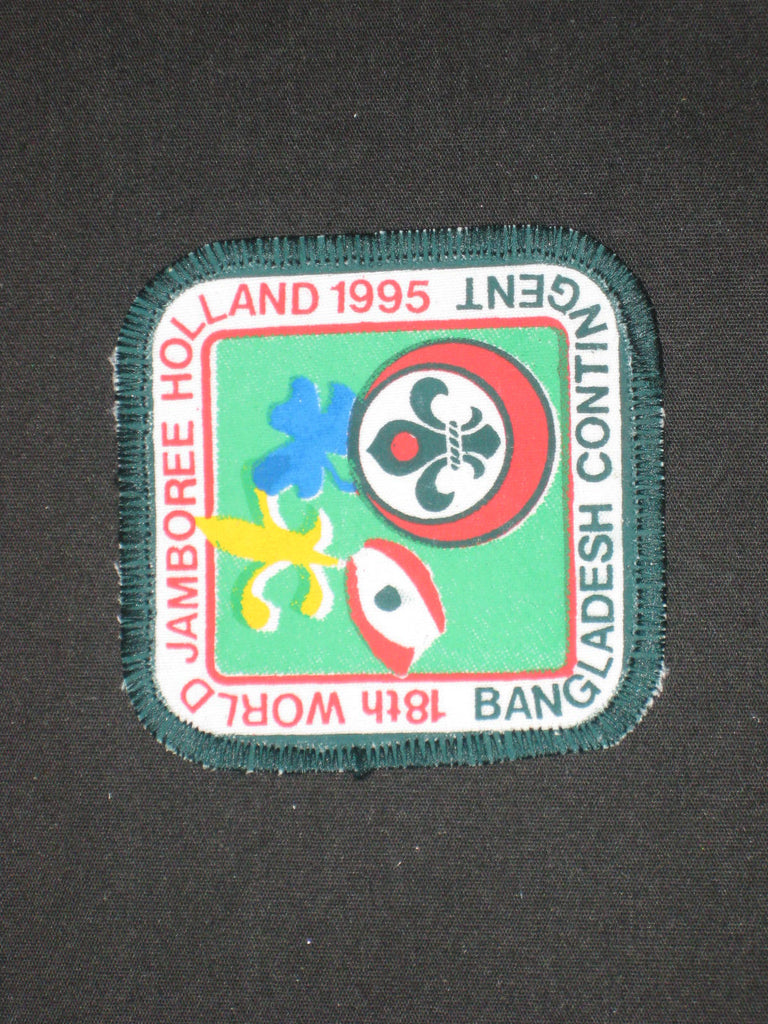 18th WORLD JAMBOREE HOLLAND 1995
BANGLADESH CONTINGENT